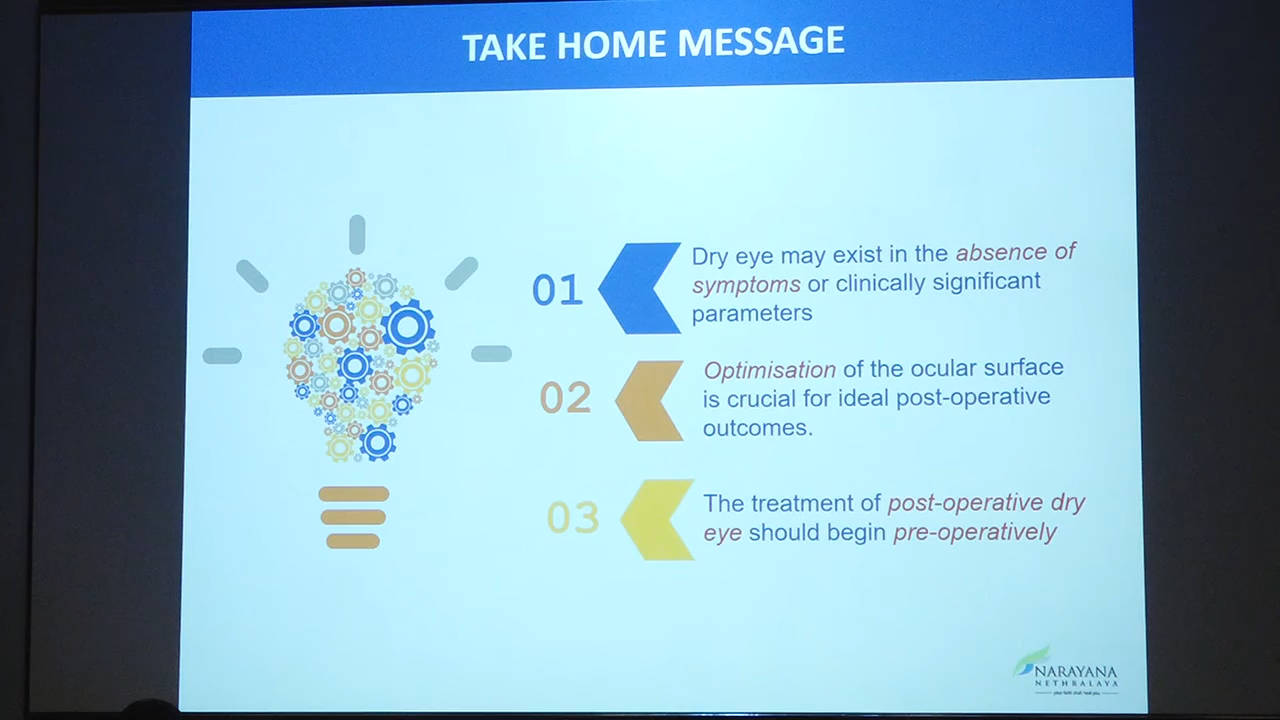 TAKE HOME MESSAGE
01
Dry eye may exist in the absence of
symptoms or clinically significant
parameters
02
Optimisation of the ocular surface
is crucial for ideal post-operative
outcomes.
03
The treatment of post-operative dry
eye should begin pre-operatively
NARAYANA
NETHRALAYA